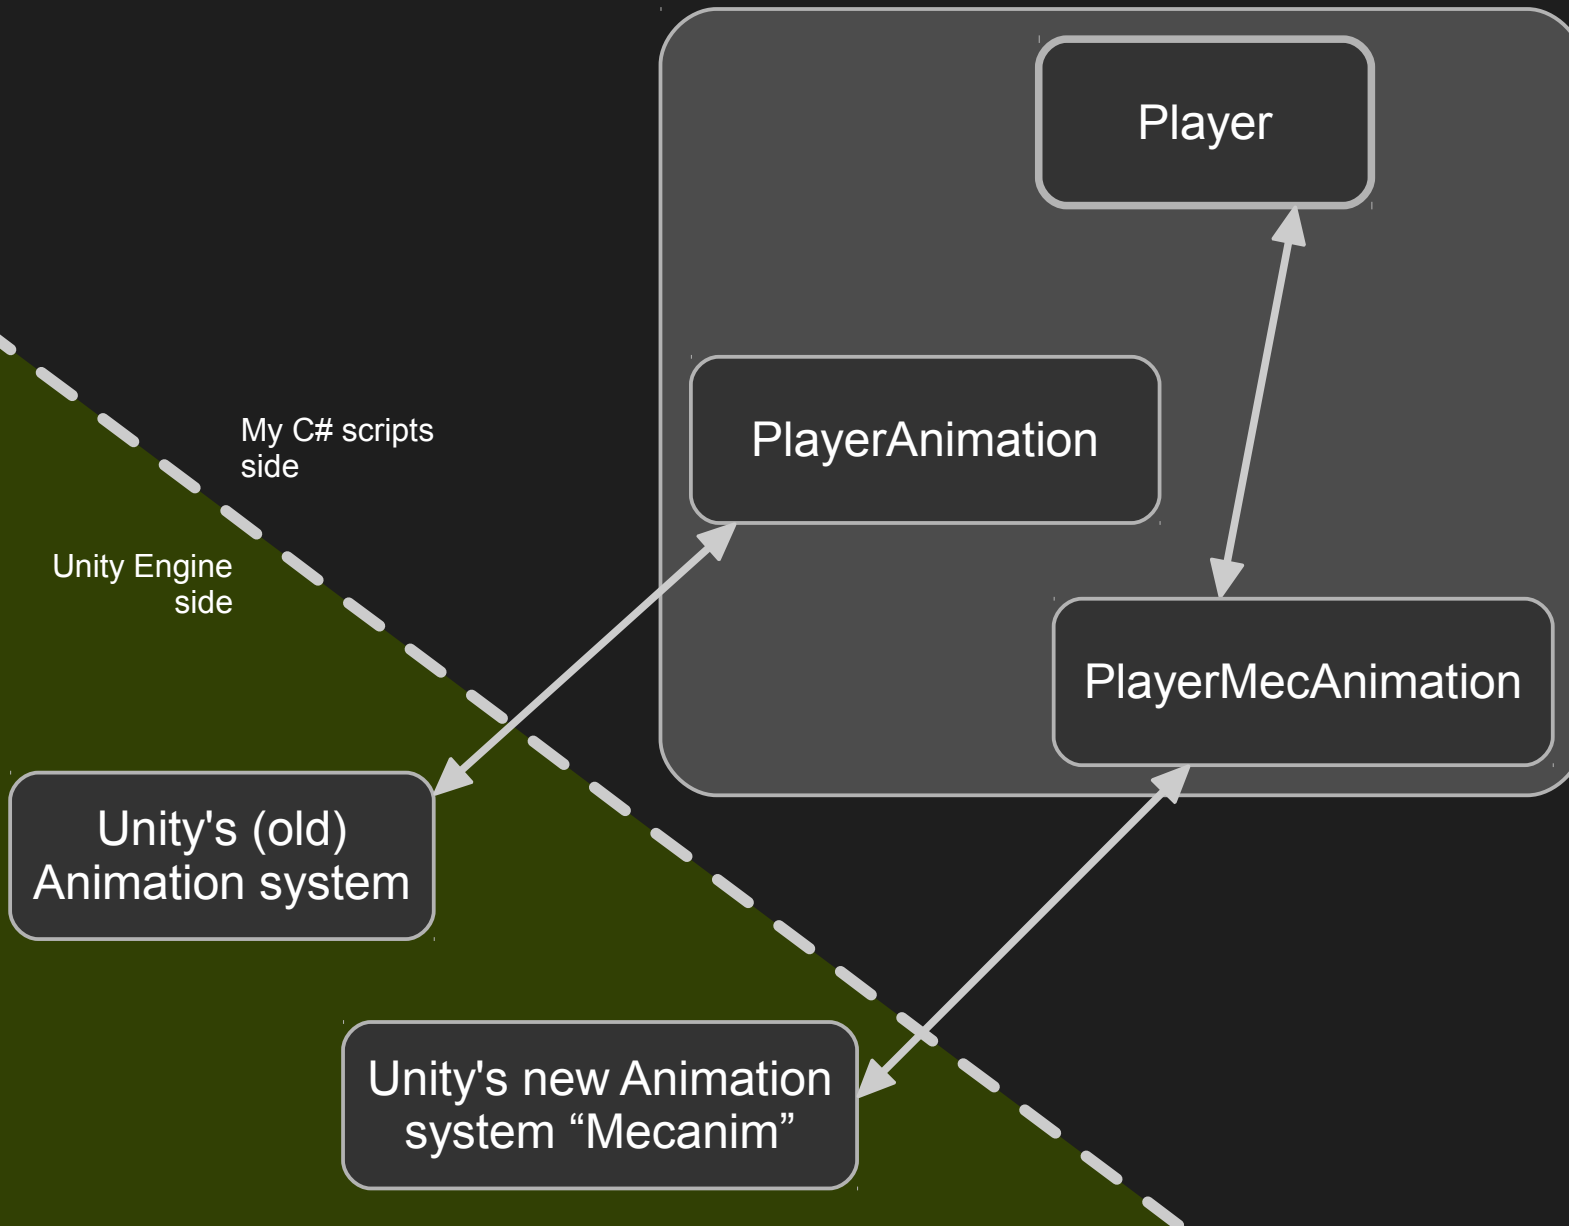 Player
PlayerAnimation
My C# scripts
side
Unity Engine
side
PlayerMecAnimation
Unity's (old)
Animation system
Unity's new Animation
system “Mecanim”